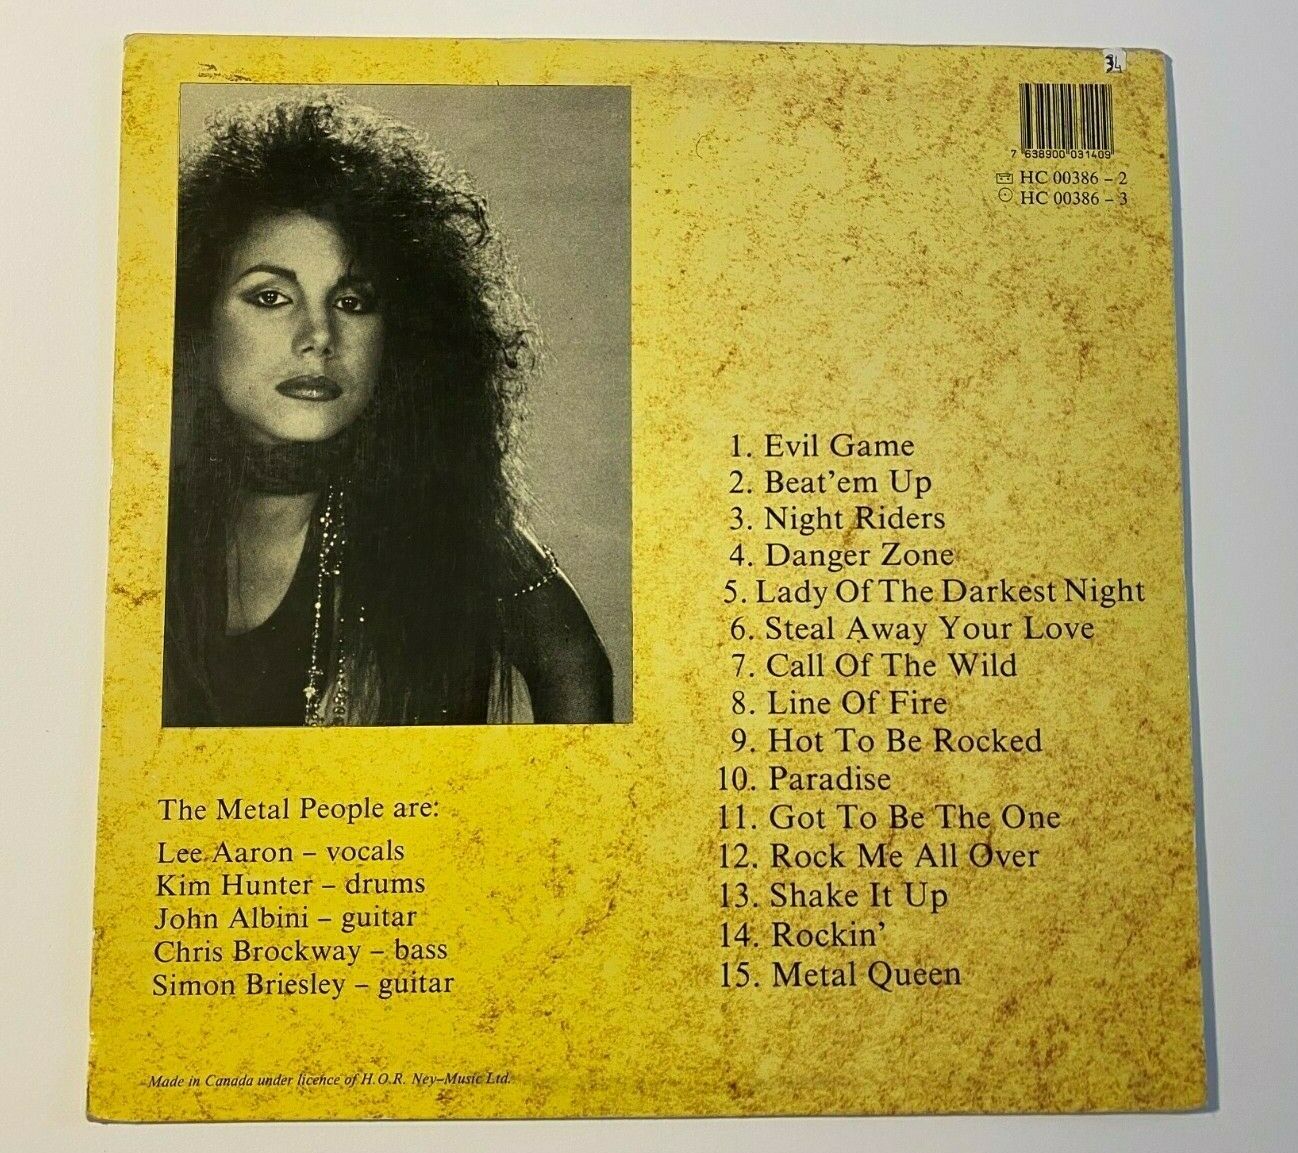 34
7 638900 031409
HC 00386 – 2
HC 00386 – 3
1. Evil Game
2. Beat'em Up
3. Night Riders
4. Danger Zone
5. Lady Of The Darkest Night
6. Steal Away Your Love
7. Call Of The Wild
8. Line Of Fire
9. Hot To Be Rocked
10. Paradise
11. Got To Be The One
12. Rock Me All Over
13. Shake It Up
14. Rockin'
15. Metal Queen
The Metal People are:
Lee Aaron – vocals
Kim Hunter – drums
John Albini – guitar
Chris Brockway – bass
Simon Briesley – guitar
Made in Canada under licence of H.O.R. Ney–Music Ltd.